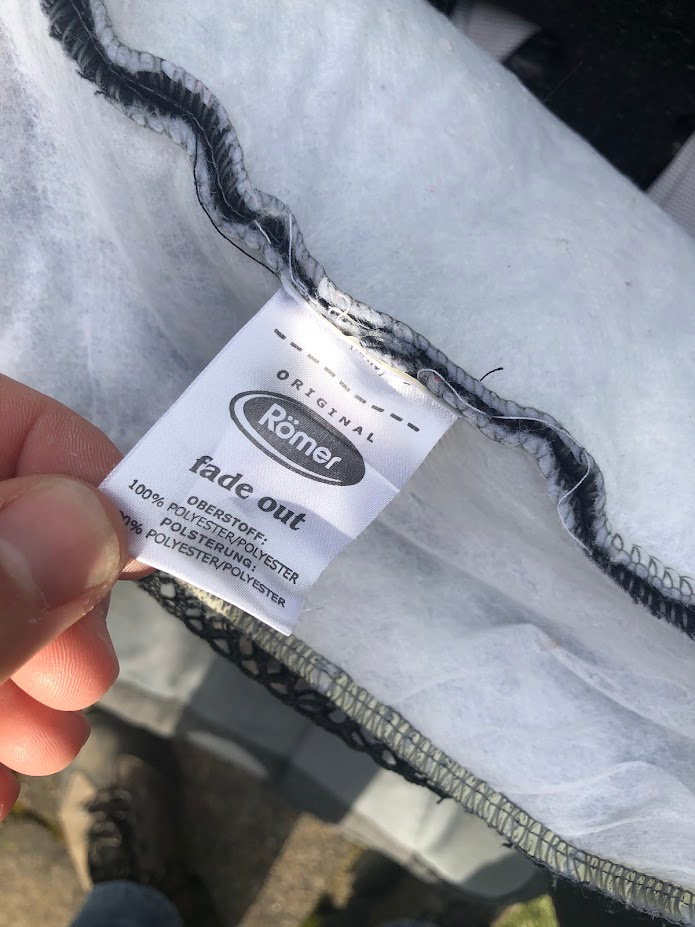 ORIGINAL
Römer
fade out
OBERSTOFF:
100% POLYESTER/POLYESTER
POLSTERUNG:
POLYESTER/POLYESTER